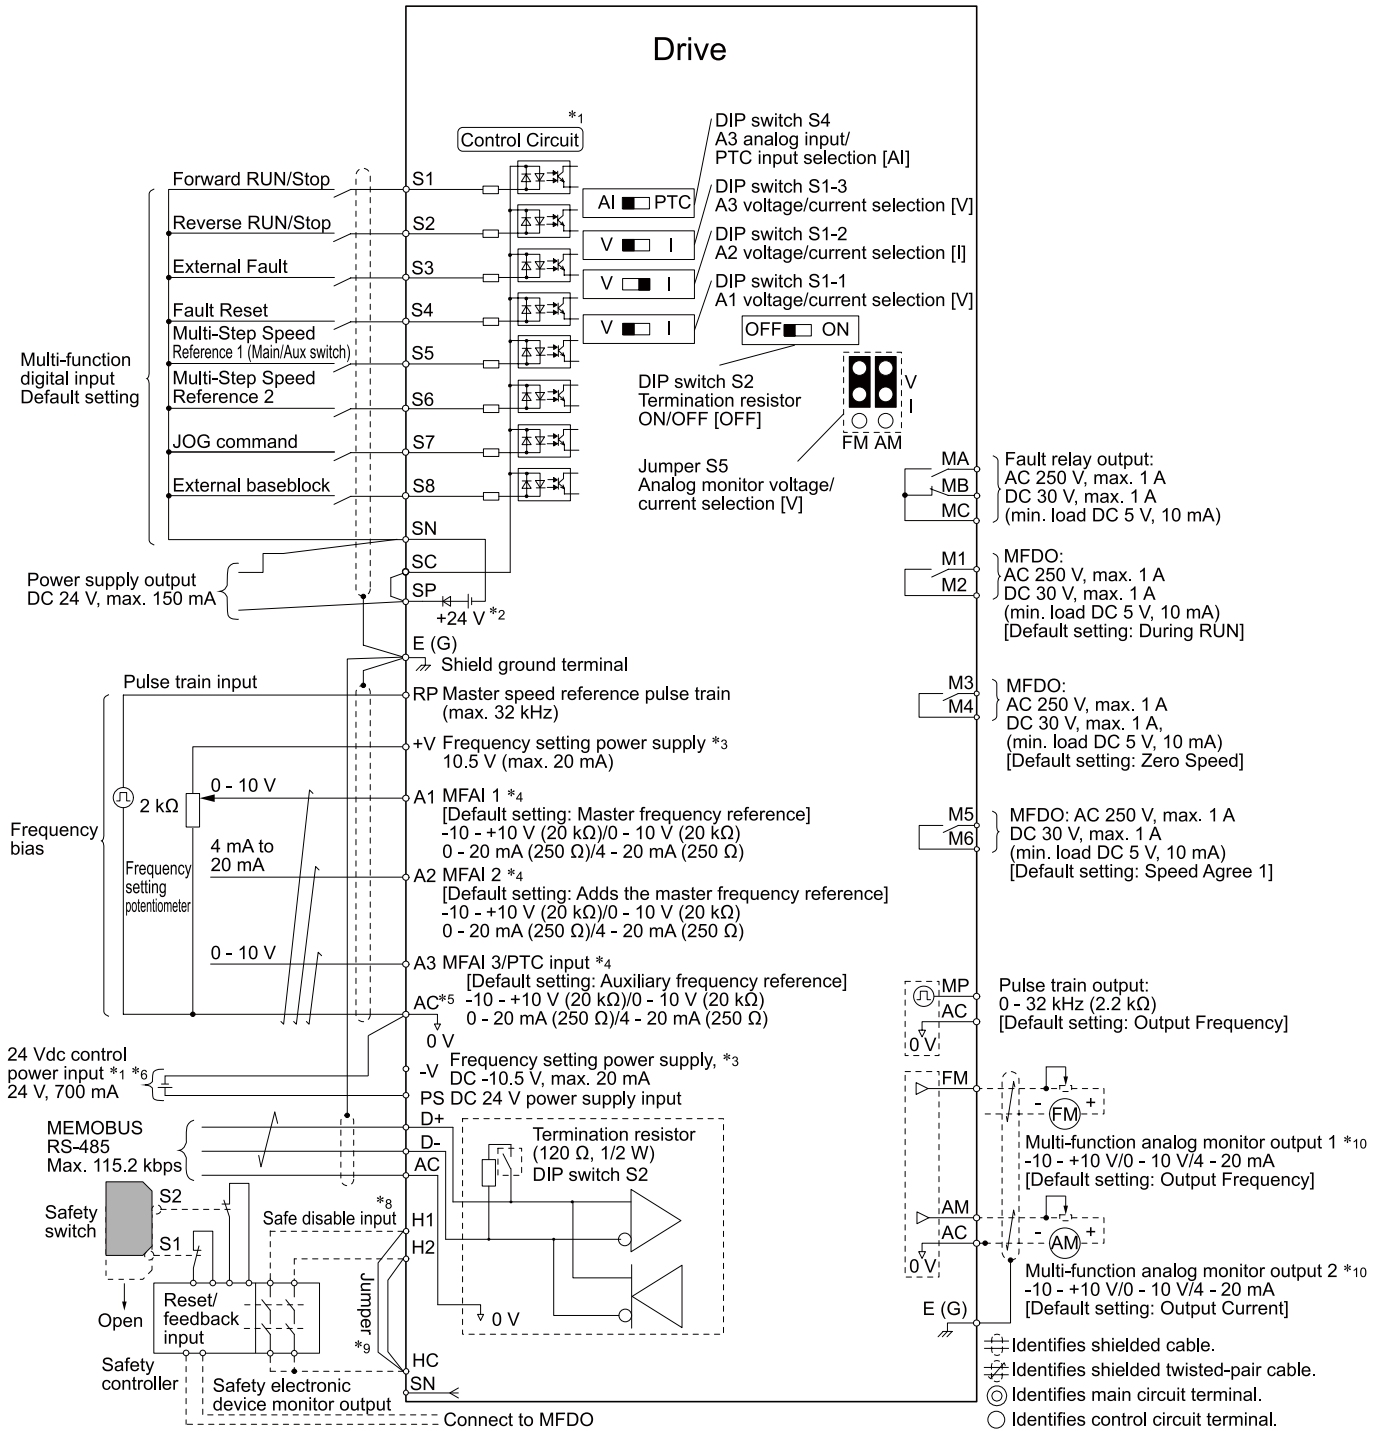 Drive
*1
Control Circuit
DIP switch S4
A3 analog input/
PTC input selection [AI]
AI PTC
DIP switch S1-3
A3 voltage/current selection [V]
V I
DIP switch S1-2
A2 voltage/current selection [I]
V I
DIP switch S1-1
A1 voltage/current selection [V]
V I
OFF ON
DIP switch S2
Termination resistor
ON/OFF [OFF]
V
I
FM AM
Jumper S5
Analog monitor voltage/
current selection [V]
Multi-function
digital input
Default setting
Forward RUN/Stop
S1
Reverse RUN/Stop
S2
External Fault
S3
Fault Reset
S4
Multi-Step Speed
Reference 1 (Main/Aux switch)
S5
Multi-Step Speed
Reference 2
S6
JOG command
S7
External baseblock
S8
SN
SC
SP
Power supply output
DC 24 V, max. 150 mA
+24 V *2
E (G)
Shield ground terminal
Pulse train input
RP Master speed reference pulse train
(max. 32 kHz)
+V Frequency setting power supply *3
10.5 V (max. 20 mA)
Frequency
bias
2 kΩ
0 - 10 V
Frequency
setting
potentiometer
A1 MFAI 1 *4
[Default setting: Master frequency reference]
-10 - +10 V (20 kΩ)/0 - 10 V (20 kΩ)
0 - 20 mA (250 Ω)/4 - 20 mA (250 Ω)
4 mA to
20 mA
A2 MFAI 2 *4
[Default setting: Adds the master frequency reference]
-10 - +10 V (20 kΩ)/0 - 10 V (20 kΩ)
0 - 20 mA (250 Ω)/4 - 20 mA (250 Ω)
0 - 10 V
A3 MFAI 3/PTC input *4
[Default setting: Auxiliary frequency reference]
AC*5 -10 - +10 V (20 kΩ)/0 - 10 V (20 kΩ)
0 - 20 mA (250 Ω)/4 - 20 mA (250 Ω)
0 V
24 Vdc control
power input *1 *6
24 V, 700 mA
-V Frequency setting power supply, *3
DC -10.5 V, max. 20 mA
PS DC 24 V power supply input
MEMOBUS
RS-485
Max. 115.2 kbps
D+
D-
AC
Termination resistor
(120 Ω, 1/2 W)
DIP switch S2
0 V
Safety
switch
S2
S1
Open
*8
Safe disable input
H1
H2
Jumper
*9
Reset/
feedback
input
Safety
controller
Safety electronic
device monitor output
HC
SN
Connect to MFDO
MA
MB
MC
Fault relay output:
AC 250 V, max. 1 A
DC 30 V, max. 1 A
(min. load DC 5 V, 10 mA)
M1
M2
MFDO:
AC 250 V, max. 1 A
DC 30 V, max. 1 A
(min. load DC 5 V, 10 mA)
[Default setting: During RUN]
M3
M4
MFDO:
AC 250 V, max. 1 A
DC 30 V, max. 1 A,
(min. load DC 5 V, 10 mA)
[Default setting: Zero Speed]
M5
M6
MFDO: AC 250 V, max. 1 A
DC 30 V, max. 1 A
(min. load DC 5 V, 10 mA)
[Default setting: Speed Agree 1]
MP
AC
0 V
Pulse train output:
0 - 32 kHz (2.2 kΩ)
[Default setting: Output Frequency]
FM
- +
FM
Multi-function analog monitor output 1 *10
-10 - +10 V/0 - 10 V/4 - 20 mA
[Default setting: Output Frequency]
AM
AC
0 V
- +
AM
Multi-function analog monitor output 2 *10
-10 - +10 V/0 - 10 V/4 - 20 mA
[Default setting: Output Current]
E (G)
Identifies shielded cable.
Identifies shielded twisted-pair cable.
Identifies main circuit terminal.
Identifies control circuit terminal.